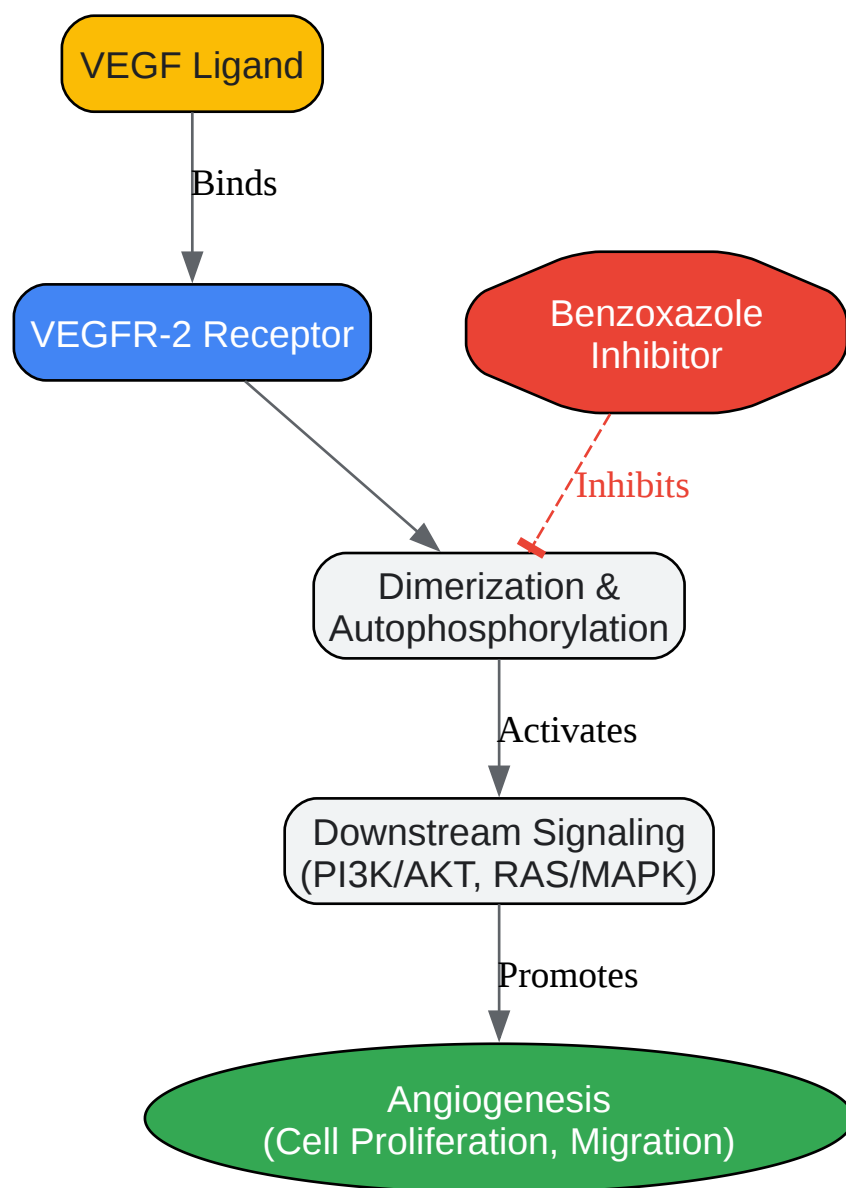 VEGF Ligand
Binds
VEGFR-2 Receptor
Benzoxazole
Inhibitor
Inhibits
Dimerization &
Autophosphorylation
Activates
Downstream Signaling
(PI3K/AKT, RAS/MAPK)
Promotes
Angiogenesis
(Cell Proliferation, Migration)